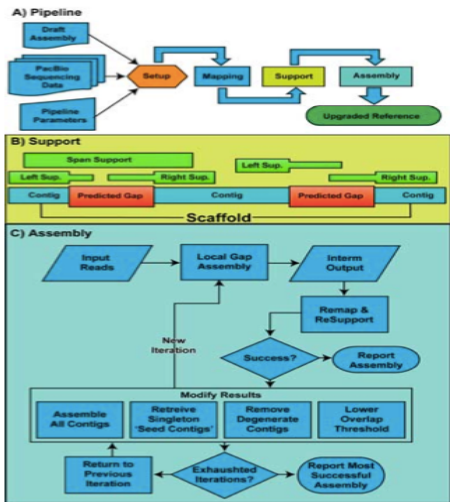 A) Pipeline
Draft
Assembly
PacBio
Sequencing
Data
Pipeline
Parameters
Setup
Mapping
Support
Assembly
Upgraded Reference
B) Support
Span Support
Left Sup.
Right Sup.
Left Sup.
Right Sup.
Contig
Predicted Gap
Contig
Predicted Gap
Contig
Scaffold
C) Assembly
Input
Reads
Local Gap
Assembly
Interm
Output
Remap &
ReSupport
New
Iteration
Success?
Report
Assembly
Modify Results
Assemble
All Contigs
Retreive
Singleton
'Seed Contigs'
Remove
Degenerate
Contigs
Lower
Overlap
Threshold
Return to
Previous
Iteration
Exhaushted
Iterations?
Report Most
Successful
Assembly